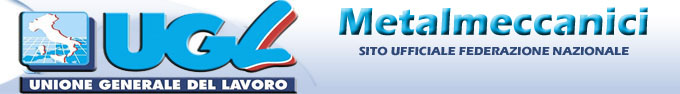 UGL
UNIONE GENERALE DEL LAVORO
Metalmeccanici
SITO UFFICIALE FEDERAZIONE NAZIONALE